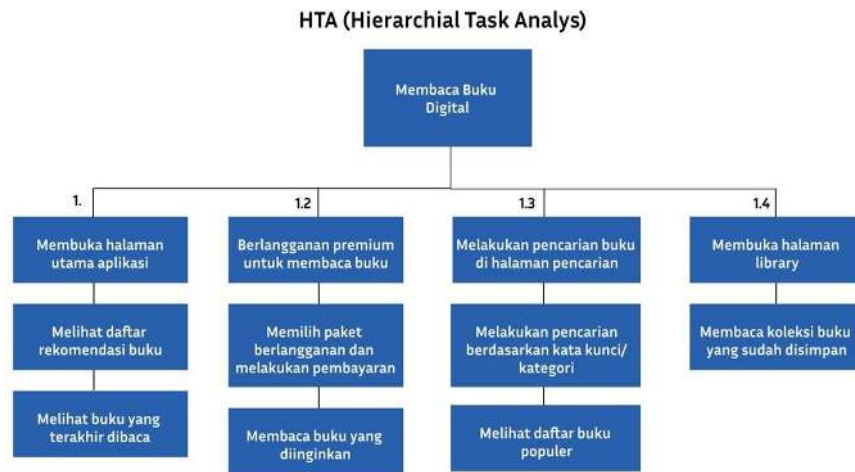 HTA (Hierarchial Task Analys)
Membaca Buku
Digital
1.
1.2
1.3
1.4
Membuka halaman
utama aplikasi
Berlangganan premium
untuk membaca buku
Melakukan pencarian buku
di halaman pencarian
Membuka halaman
library
Melihat daftar
rekomendasi buku
Memilih paket
berlangganan dan
melakukan pembayaran
Melakukan pencarian
berdasarkan kata kunci/
kategori
Membaca koleksi buku
yang sudah disimpan
Melihat buku yang
terakhir dibaca
Membaca buku yang
diinginkan
Melihat daftar buku
populer